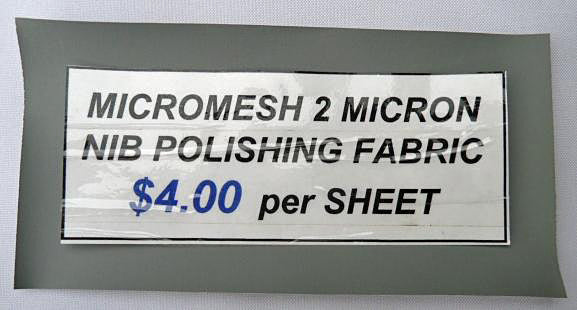 MICROMESH 2 MICRON
NIB POLISHING FABRIC
$4.00 per SHEET